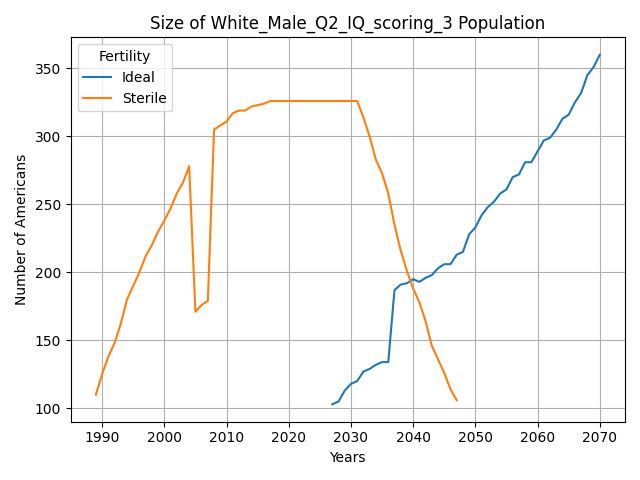 Size of White_Male_Q2_IQ_scoring_3 Population
Fertility
Ideal
Sterile
350
300
250
200
150
100
Number of Americans
1990 2000 2010 2020 2030 2040 2050 2060 2070
Years